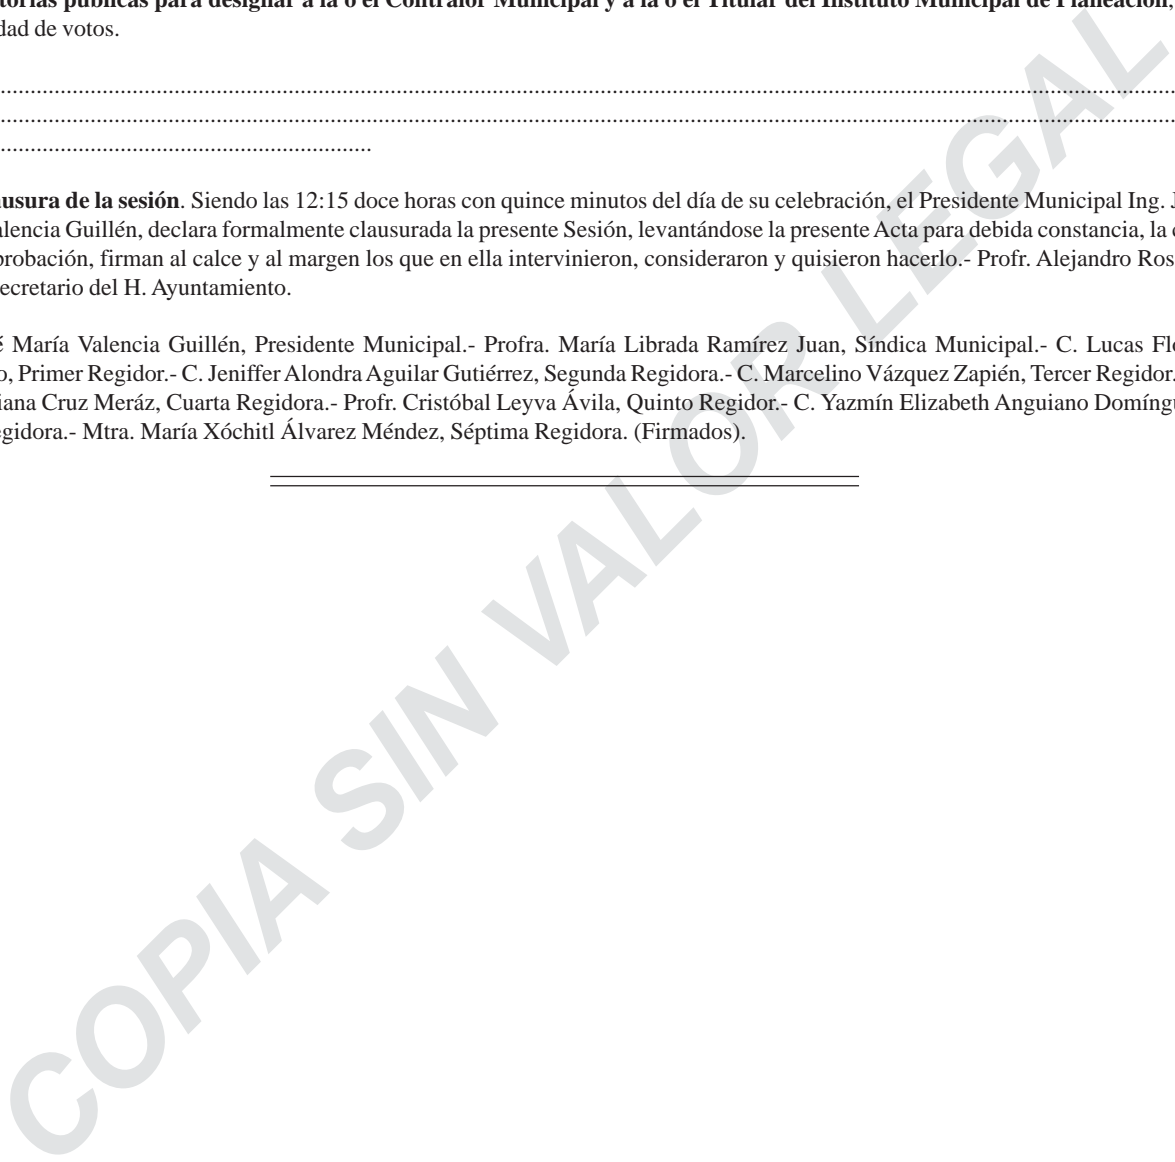 torias públicas para designar a la o el Contralor Municipal y a la o el Titular del Instituto Municipal de Planeación,
dad de votos.
....................................................................................................................................................................................................
....................................................................................................................................................................................................
..............................................................
usura de la sesión. Siendo las 12:15 doce horas con quince minutos del día de su celebración, el Presidente Municipal Ing. J
alencia Guillén, declara formalmente clausurada la presente Sesión, levantándose la presente Acta para debida constancia, la
probación, firman al calce y al margen los que en ella intervinieron, consideraron y quisieron hacerlo.- Profr. Alejandro Ros
ecretario del H. Ayuntamiento.
é María Valencia Guillén, Presidente Municipal.- Profra. María Librada Ramírez Juan, Síndica Municipal.- C. Lucas Fl
o, Primer Regidor.- C. Jeniffer Alondra Aguilar Gutiérrez, Segunda Regidora.- C. Marcelino Vázquez Zapién, Tercer Regidor.
iana Cruz Meráz, Cuarta Regidora.- Profr. Cristóbal Leyva Ávila, Quinto Regidor.- C. Yazmín Elizabeth Anguiano Domíngu
egidora.- Mtra. María Xóchitl Álvarez Méndez, Séptima Regidora. (Firmados).
COPIA SIN VALOR LEGAL